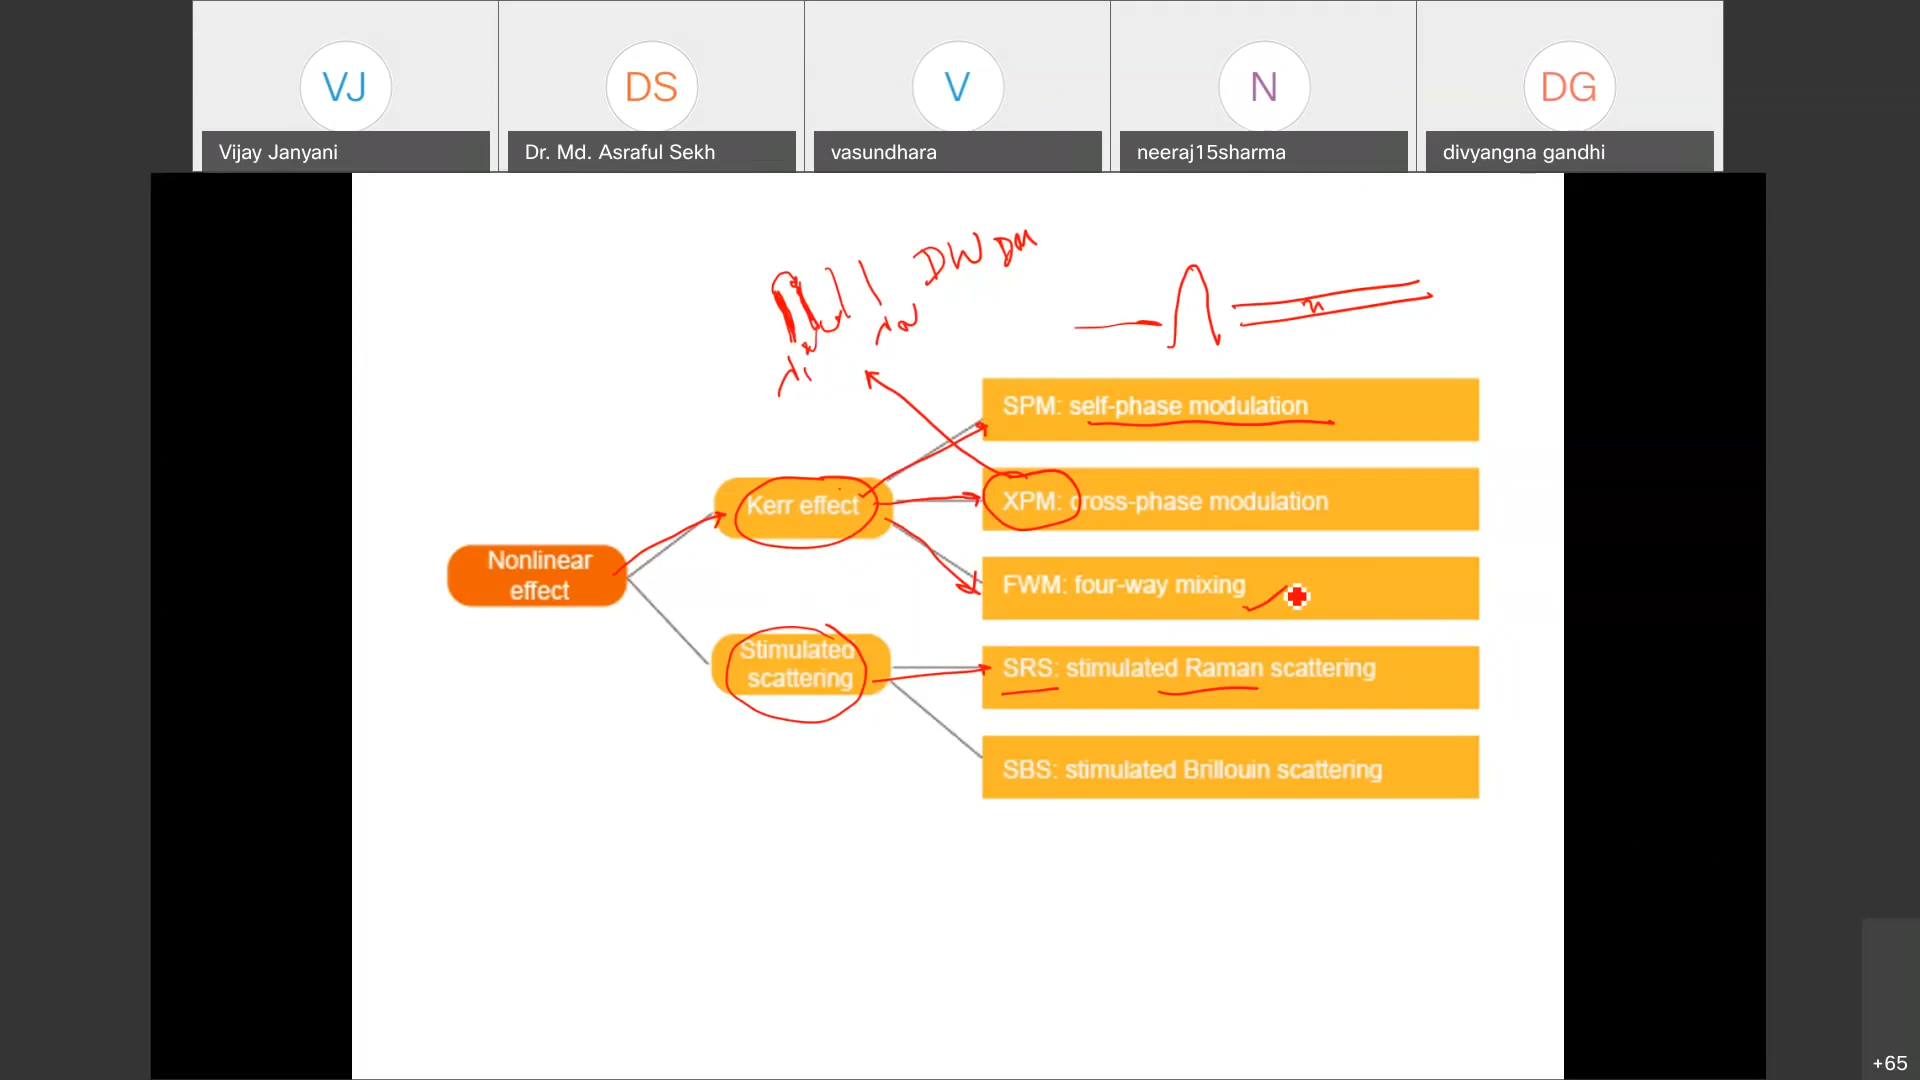 VJ
DS
V
N
DG
Vijay Janyani
Dr. Md. Asraful Sekh
vasundhara
neeraj15sharma
divyangna gandhi
DWDM
n
SPM: self-phase modulation
Kerr effect
XPM: cross-phase modulation
Nonlinear
effect
FWM: four-way mixing
Stimulated
scattering
SRS: stimulated Raman scattering
SBS: stimulated Brillouin scattering
+65